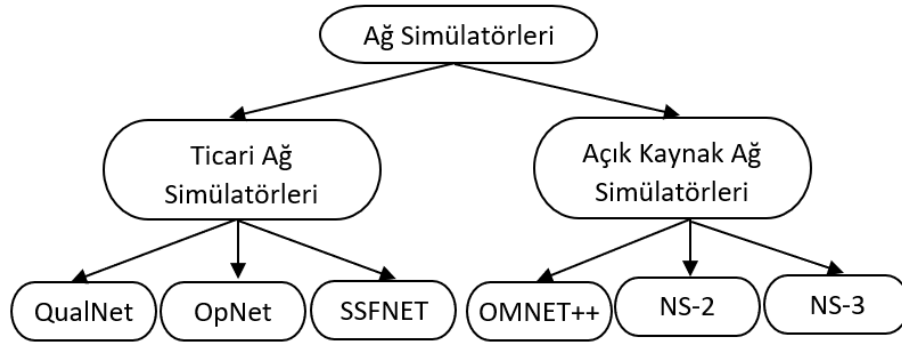 Ağ Simülatörleri
Ticari Ağ
Simülatörleri
Açık Kaynak Ağ
Simülatörleri
QualNet
OpNet
SSFNET
OMNET++
NS-2
NS-3